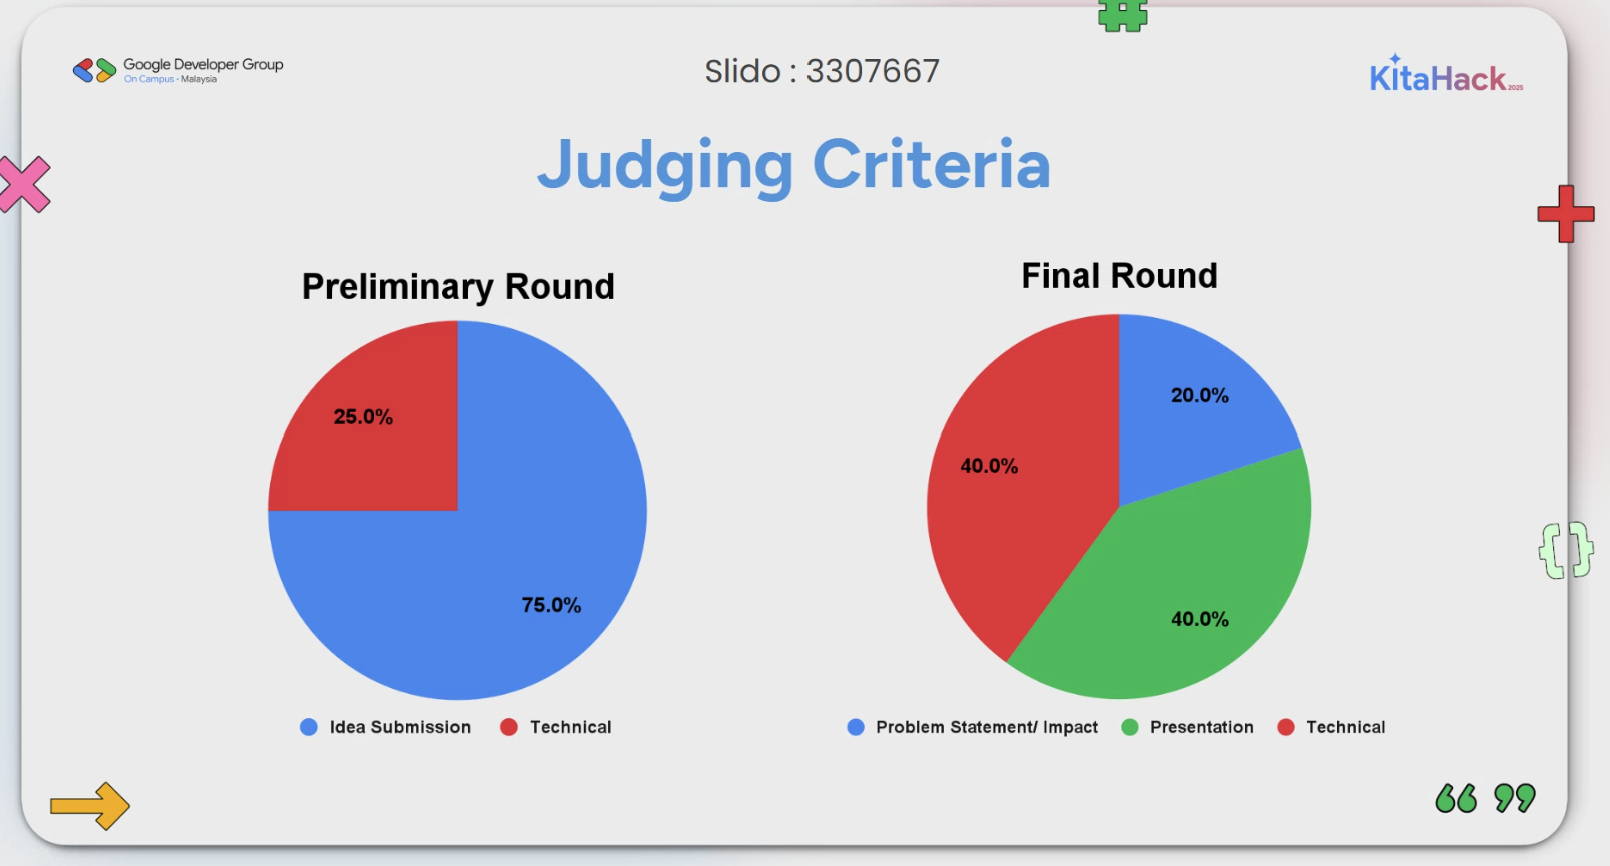 Google Developer Group
On Campus • Malaysia
Slido : 3307667
KitaHack 2025
Judging Criteria
Preliminary Round
25.0%
75.0%
Idea Submission
Technical
Final Round
20.0%
40.0%
40.0%
Problem Statement/ Impact
Presentation
Technical